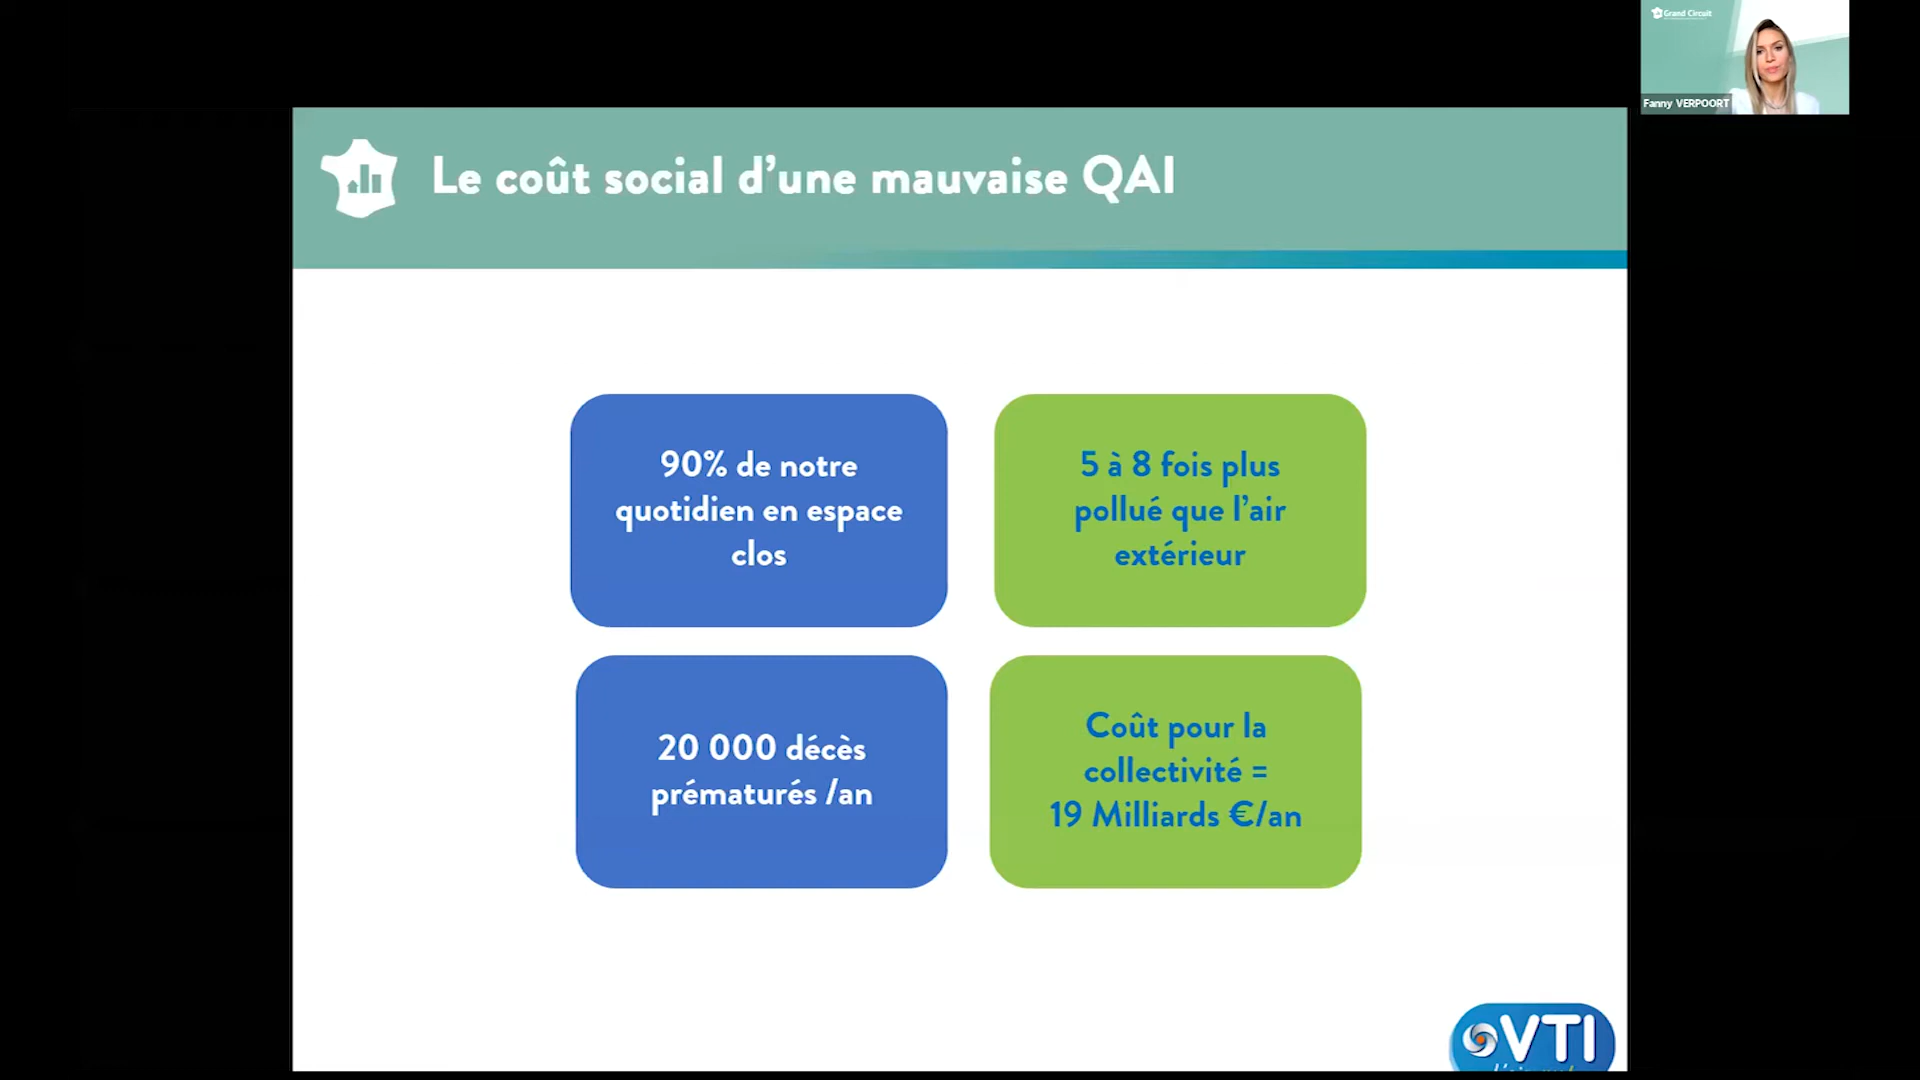 Grand Circuit
Fanny VERPOORT
Le coût social d’une mauvaise QAI
90% de notre
quotidien en espace
clos
5 à 8 fois plus
pollué que l’air
extérieur
20 000 décès
prématurés /an
Coût pour la
collectivité =
19 Milliards €/an
VTI